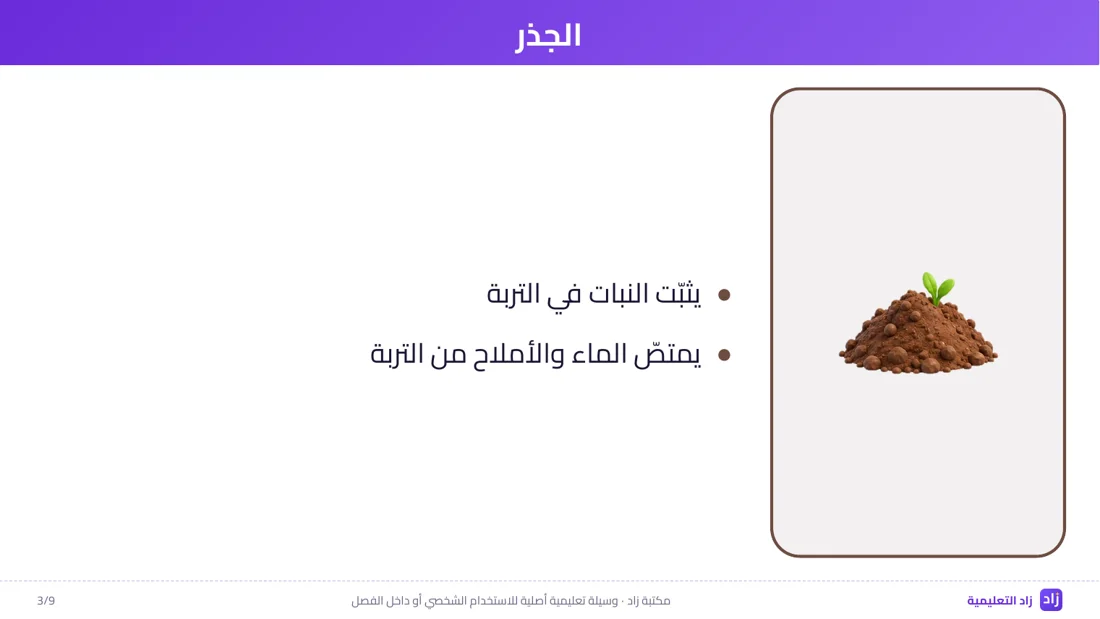 الجذر
يثبّت النبات في التربة
يمتصّ الماء والأملاح من التربة
زاد زاد التعليمية
مكتبة زاد · وسيلة تعليمية أصلية للاستخدام الشخصي أو داخل الفصل
3/9